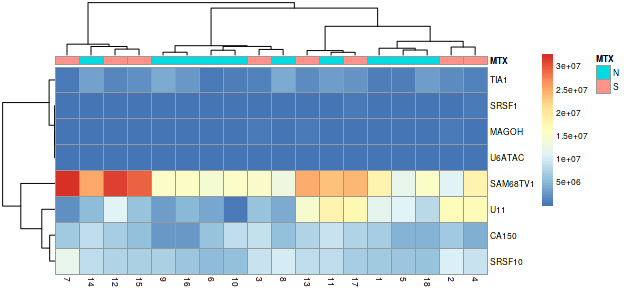 MTX
TIA1
SRSF1
MAGOH
U6ATAC
SAM68TV1
U11
CA150
SRSF10
7 14 12 15 9 16 6 10 3 8 13 11 17 1 5 18 2 4
3e+07
2.5e+07
2e+07
1.5e+07
1e+07
5e+06
MTX
N
S